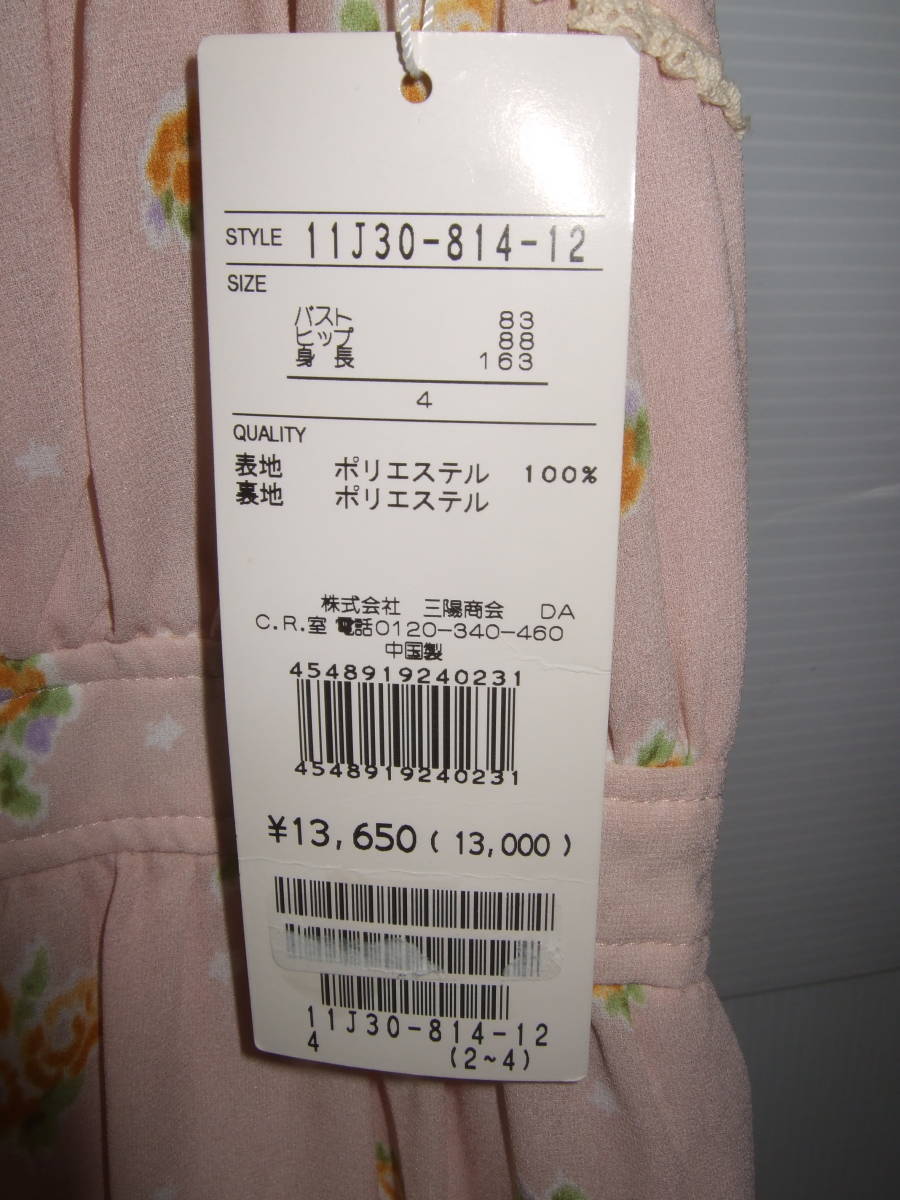 STYLE 11J30-814-12
SIZE
バスト 83
ヒップ 88
身長 163
4
QUALITY
表地 ポリエステル 100%
裏地 ポリエステル
株式会社 三陽商会 DA
C.R.室 電話0120-340-460
中国製
4548919240231
4548919240231
¥13,650 ( 13,000 )
11J30-814-12
4 (2~4)